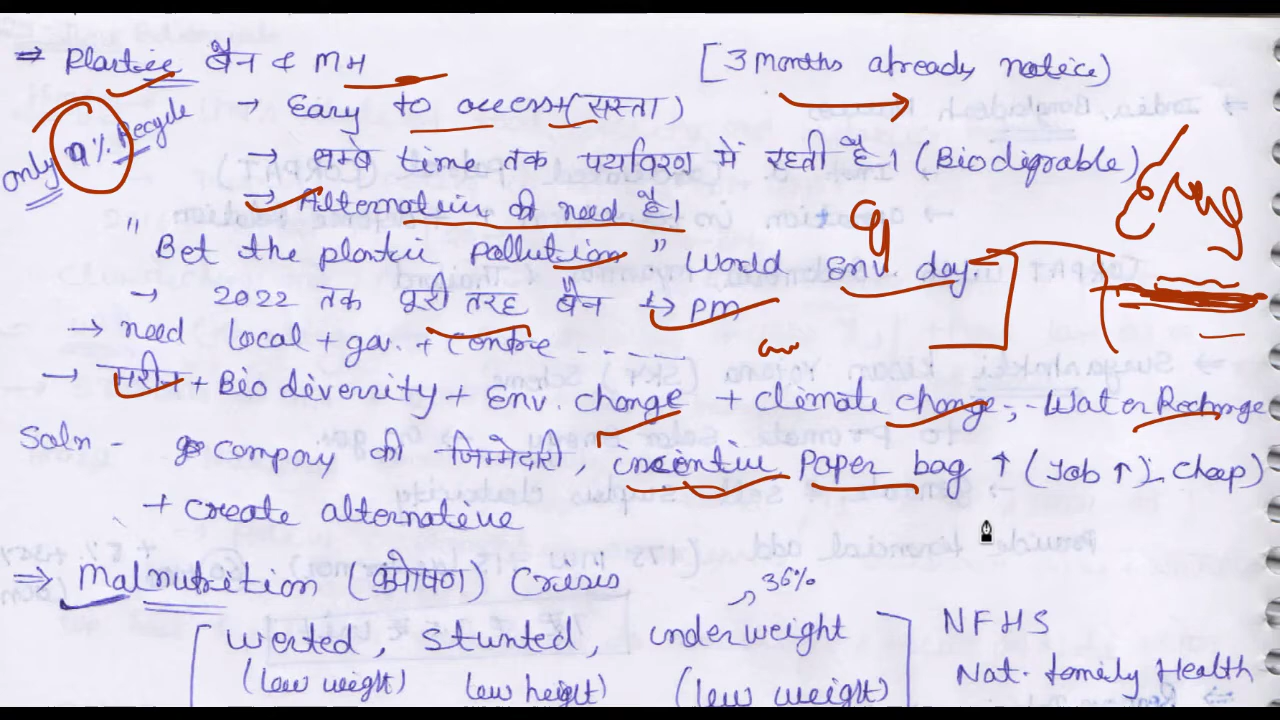 ⇒ Plastic बैन & MH [3 months already notice)
only 9% Recycle
→ Easy to access + (सस्ता)
→ लम्बे time तक पर्यावरण में रहती है। (Biodigrable)
→ Alternative की need है।
"Bet the plastic Pollution" World Env. day
→ 2022 तक पूरी तरह बैन → PM
→ need local + gov. + Centre -----
→ मरीन + Bio diversity + Env. change + climate change, - Water Recharge
Soln - company की जिम्मेदारी, incentive Paper bag ↑ (Job ↑), cheap)
+ create alternative
⇒ Malnutrition (कुपोषण) Crisis
→ 36%
wasted, stunted, underweight NFHS
(low weight) low height) (low weight) Nat. family Health